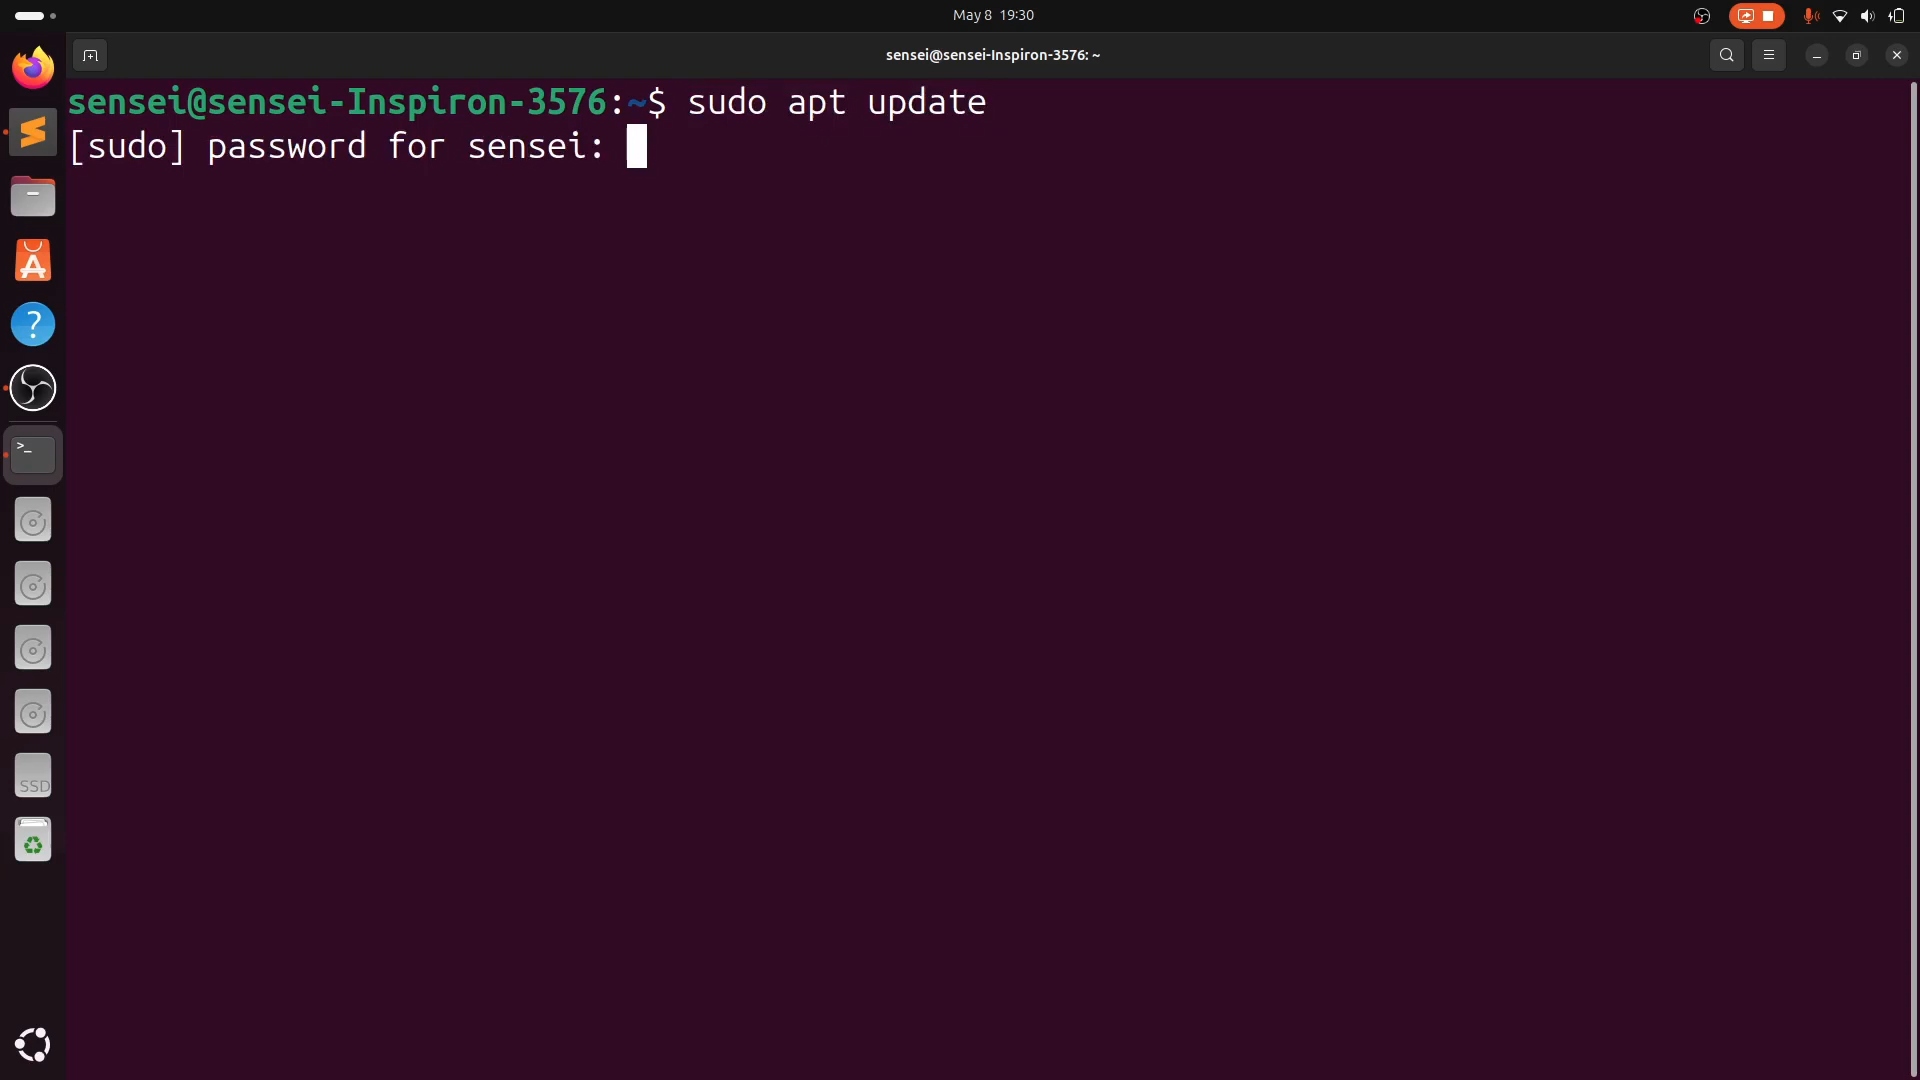 May 8 19:30
sensei@sensei-Inspiron-3576: ~
sensei@sensei-Inspiron-3576:~$ sudo apt update
[sudo] password for sensei:
?
>_
SSD